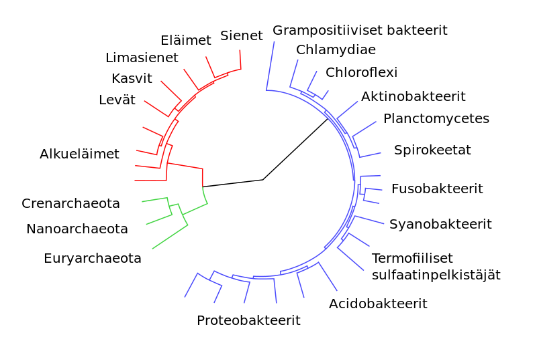 Grampositiiviset bakteerit
Sienet
Eläimet
Chlamydiae
Limasienet
Chloroflexi
Kasvit
Aktinobakteerit
Levät
Planctomycetes
Spirokeetat
Alkueläimet
Fusobakteerit
Crenarchaeota
Syanobakteerit
Nanoarchaeota
Euryarchaeota
Termofiiliset
sulfaatinpelkistäjät
Acidobakteerit
Proteobakteerit